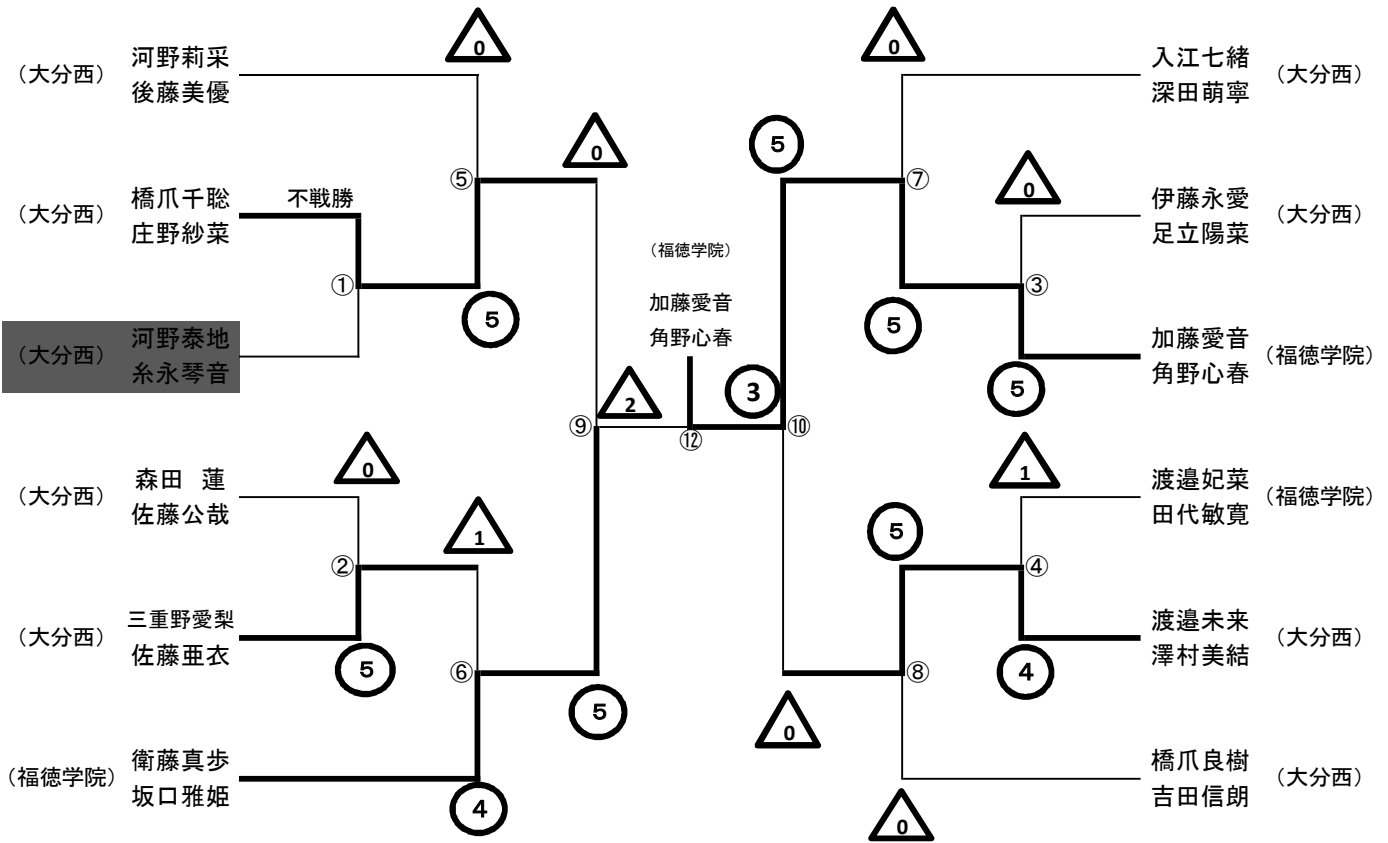 0
河野莉采
（大分西）
後藤美優
0
⑤
橋爪千聡
不戦勝
（大分西）
庄野紗菜
①
5
河野泰地
（大分西）
糸永琴音
2
⑨
0
森田　蓮
（大分西）
佐藤公哉
1
②
三重野愛梨
（大分西）
佐藤亜衣
5
⑥
5
衛藤真歩
（福徳学院）
坂口雅姫
4
（福徳学院）
加藤愛音
角野心春
3
⑫
⑩
0
入江七緒
（大分西）
深田萌寧
5
⑦
0
伊藤永愛
（大分西）
足立陽菜
③
5
加藤愛音
（福徳学院）
角野心春
5
1
渡邉妃菜
（福徳学院）
田代敏寛
5
④
渡邉未来
（大分西）
澤村美結
4
⑧
0
橋爪良樹
（大分西）
吉田信朗
0